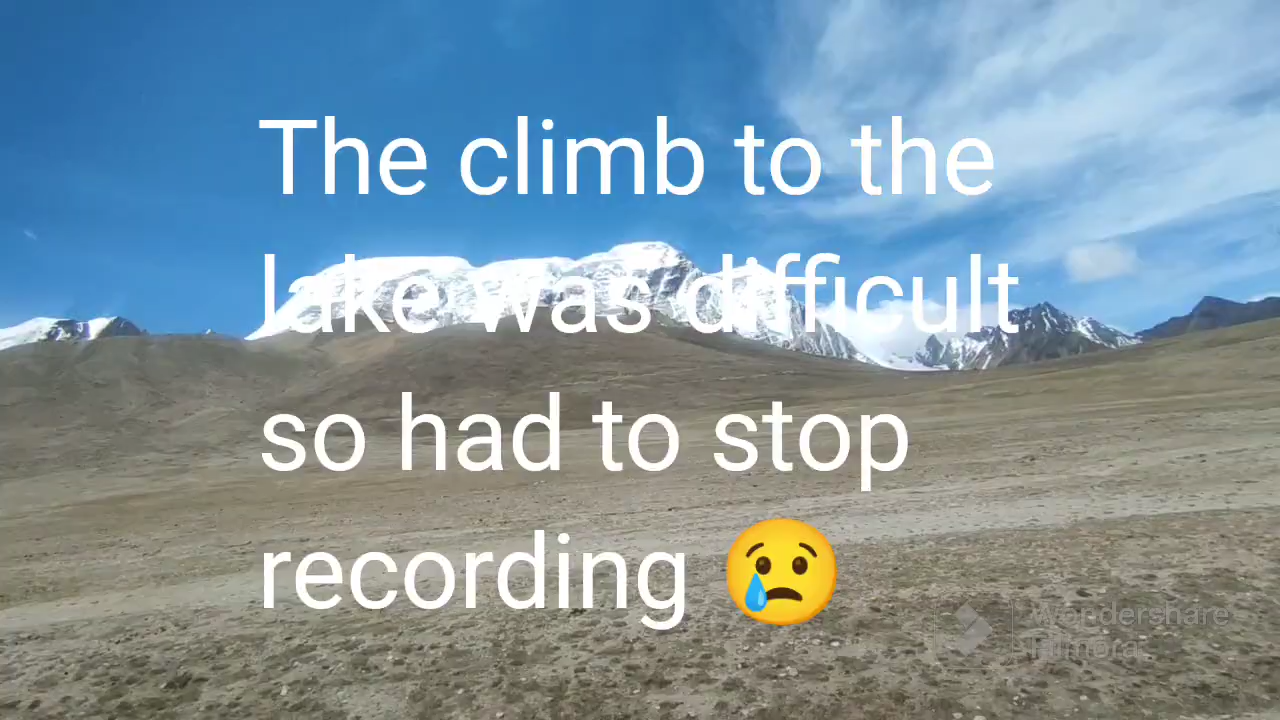 The climb to the
lake was difficult
so had to stop
recording 😢
Wondershare
Filmora